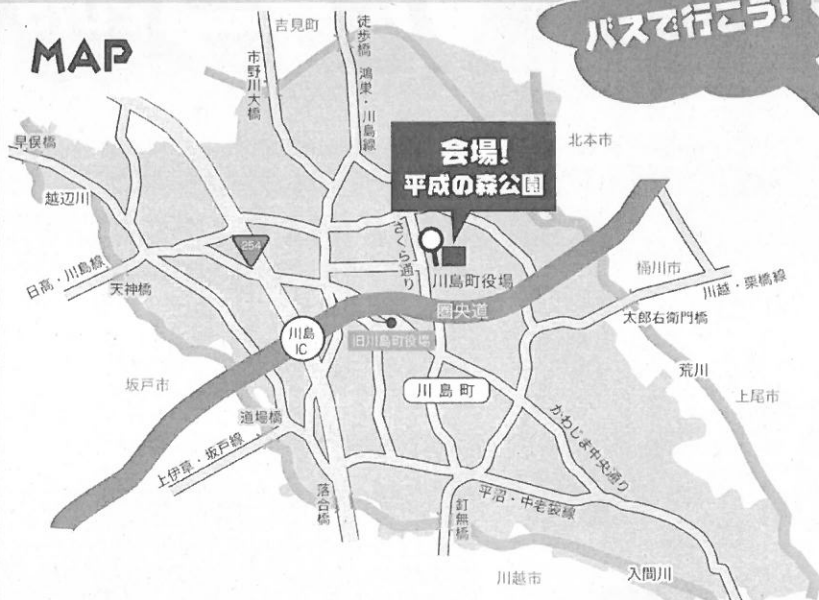 バスで行こう!
MAP
吉見町
徒歩橋
市野川大橋
鴻巣・川島線
北本市
早俣橋
会場!
平成の森公園
越辺川
254
さくら通り
日高・川島線
天神橋
川島町役場
桶川市
川越・栗橋線
圏央道
太郎右衛門橋
川島
IC
旧川島町役場
荒川
坂戸市
川島町
上尾市
道場橋
かわじま中央通り
上伊草・坂戸線
落合橋
釘無橋
平沼・中老袋線
川越市
入間川